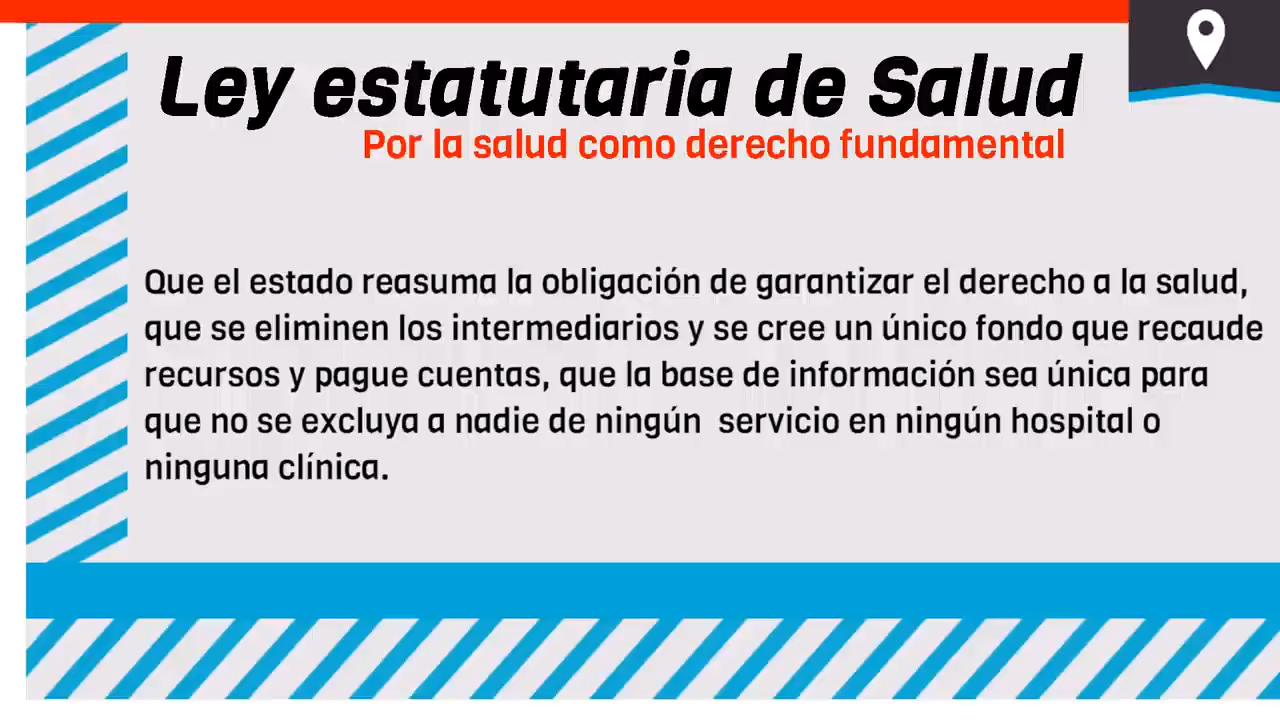 Ley estatutaria de Salud
Por la salud como derecho fundamental
Que el estado reasuma la obligación de garantizar el derecho a la salud,
que se eliminen los intermediarios y se cree un único fondo que recaude
recursos y pague cuentas, que la base de información sea única para
que no se excluya a nadie de ningún servicio en ningún hospital o
ninguna clínica.